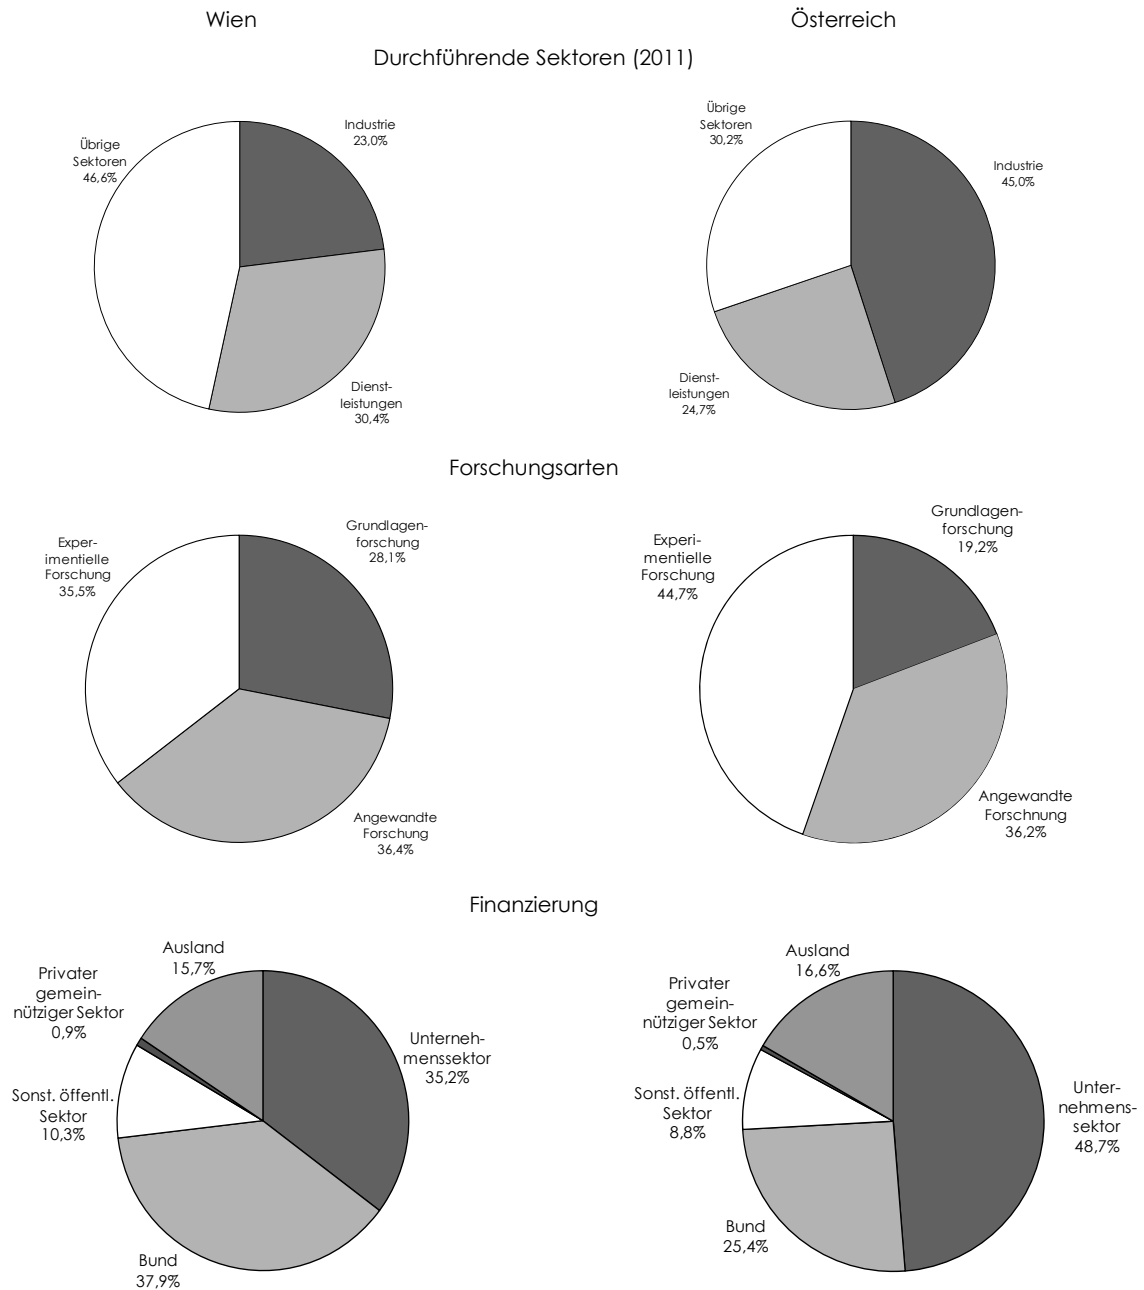 Wien
Österreich
Durchführende Sektoren (2011)
Übrige
Sektoren
46,6%
Industrie
23,0%
Dienst-
leistungen
30,4%
Übrige
Sektoren
30,2%
Industrie
45,0%
Dienst-
leistungen
24,7%
Forschungsarten
Exper-
imentielle
Forschung
35,5%
Grundlagen-
forschung
28,1%
Angewandte
Forschung
36,4%
Experi-
mentielle
Forschung
44,7%
Grundlagen-
forschung
19,2%
Angewandte
Forschnung
36,2%
Finanzierung
Ausland
15,7%
Privater
gemein-
nütziger Sektor
0,9%
Sonst. öffentl.
Sektor
10,3%
Unterneh-
menssektor
35,2%
Bund
37,9%
Ausland
16,6%
Privater
gemein-
nütziger Sektor
0,5%
Sonst. öffentl.
Sektor
8,8%
Unter-
nehmens-
sektor
48,7%
Bund
25,4%